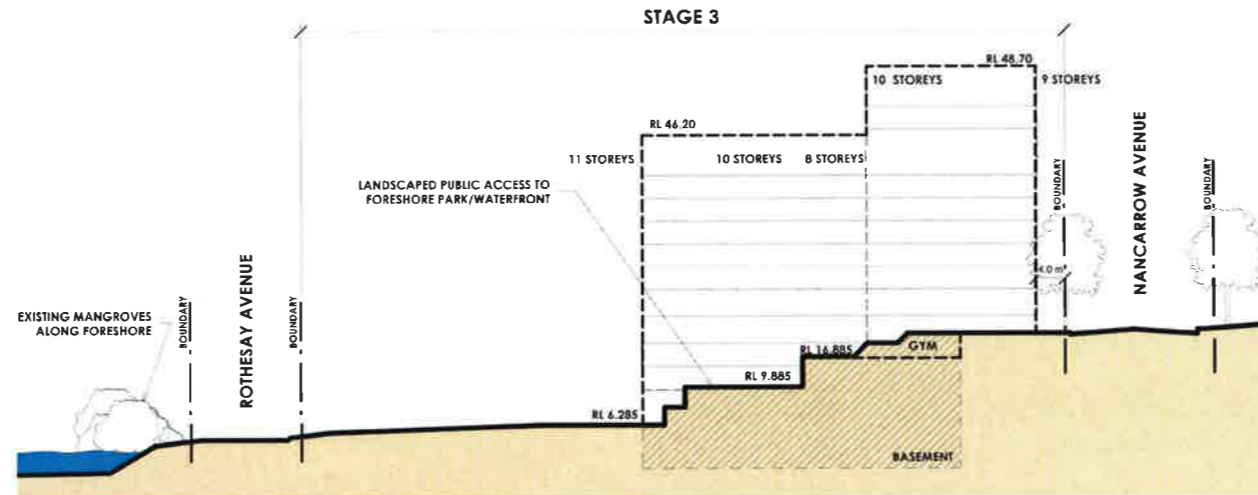 STAGE 3
RL 48.70
10 STOREYS
9 STOREYS
RL 46.20
11 STOREYS
10 STOREYS
8 STOREYS
LANDSCAPED PUBLIC ACCESS TO
FORESHORE PARK/WATERFRONT
BOUNDARY
NANCARROW AVENUE
BOUNDARY
4.0 m
EXISTING MANGROVES
ALONG FORESHORE
BOUNDARY
ROTHESAY AVENUE
BOUNDARY
RL 16.885
GYM
RL 9.885
RL 6.285
BASEMENT